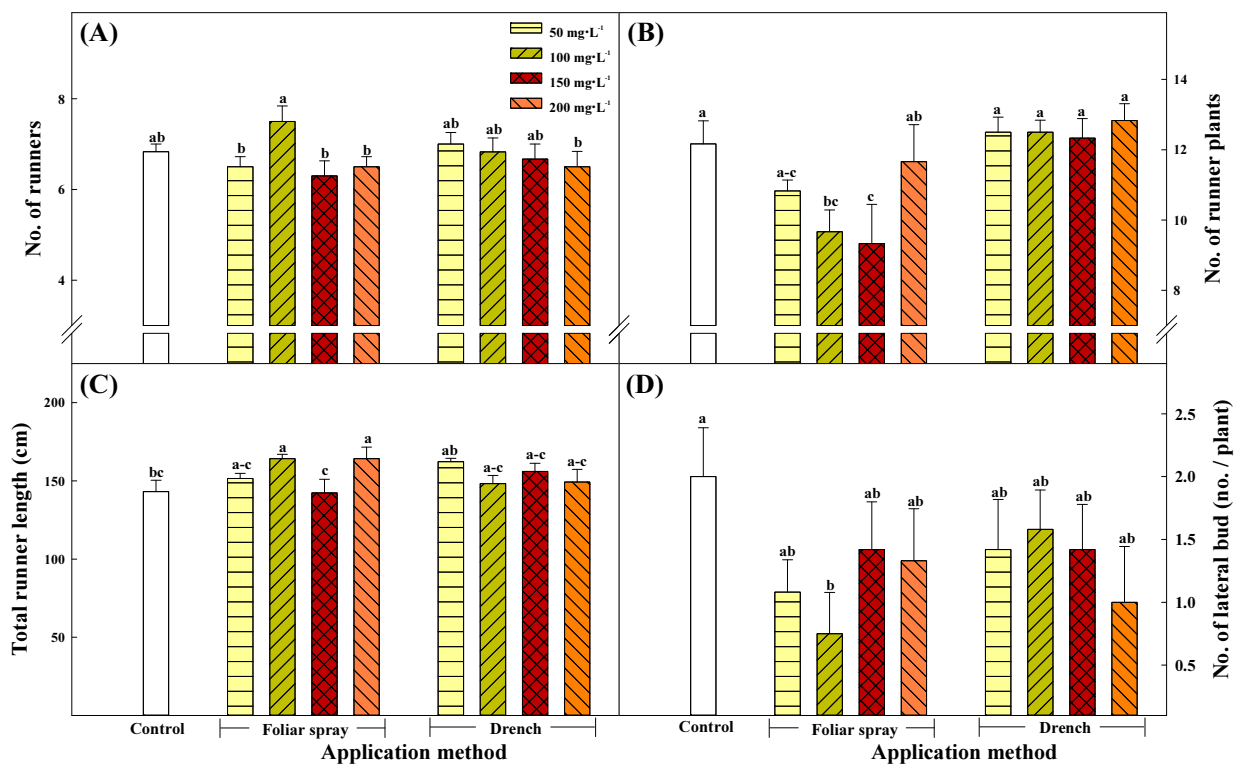 (A)
50 mg·L-1
100 mg·L-1
150 mg·L-1
200 mg·L-1
No. of runners
8
6
4
ab
b
a
b
b
ab
ab
ab
b
(B)
No. of runner plants
14
12
10
8
a
a-c
bc
c
ab
a
a
a
a
(C)
Total runner length (cm)
200
150
100
50
bc
a-c
a
c
a
ab
a-c
a-c
a-c
(D)
No. of lateral bud (no. / plant)
2.5
2.0
1.5
1.0
0.5
a
ab
b
ab
ab
ab
ab
ab
ab
Control
Foliar spray
Drench
Application method
Control
Foliar spray
Drench
Application method